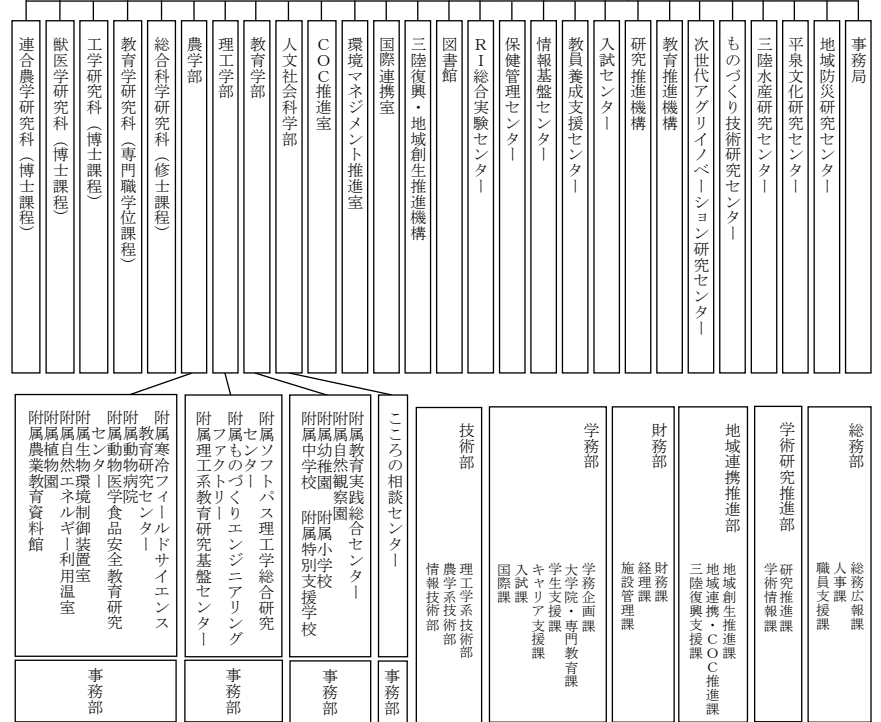 事務局
地域防災研究センター
平泉文化研究センター
三陸水産研究センター
ものづくり技術研究センター
次世代アグリイノベーション研究センター
教育推進機構
研究推進機構
入試センター
教員養成支援センター
情報基盤センター
保健管理センター
RI総合実験センター
図書館
三陸復興・地域創生推進機構
国際連携室
環境マネジメント推進室
COC推進室
人文社会科学部
教育学部
理工学部
農学部
総合科学研究科（修士課程）
教育学研究科（専門職学位課程）
工学研究科（博士課程）
獣医学研究科（博士課程）
連合農学研究科（博士課程）
総務部
総務広報課
人事課
職員支援課
学術研究推進部
研究推進課
学術情報課
地域連携推進部
地域創生推進課
地域連携・COC推進課
三陸復興支援課
財務部
財務課
経理課
施設管理課
学務部
学務企画課
大学院・専門教育課
学生支援課
キャリア支援課
入試課
国際課
技術部
理工学系技術部
農学系技術部
情報技術部
こころの相談センター
事務部
附属教育実践総合センター
附属自然観察園
附属幼稚園　附属小学校
附属中学校　附属特別支援学校
事務部
附属ソフトパス理工学総合研究
センター
附属ものづくりエンジニアリング
ファクトリー
附属理工系教育研究基盤センター
事務部
附属寒冷フィールドサイエンス
教育研究センター
附属動物病院
附属動物医学食品安全教育研究
センター
附属生物環境制御装置室
附属自然エネルギー利用温室
附属植物園
附属農業教育資料館
事務部